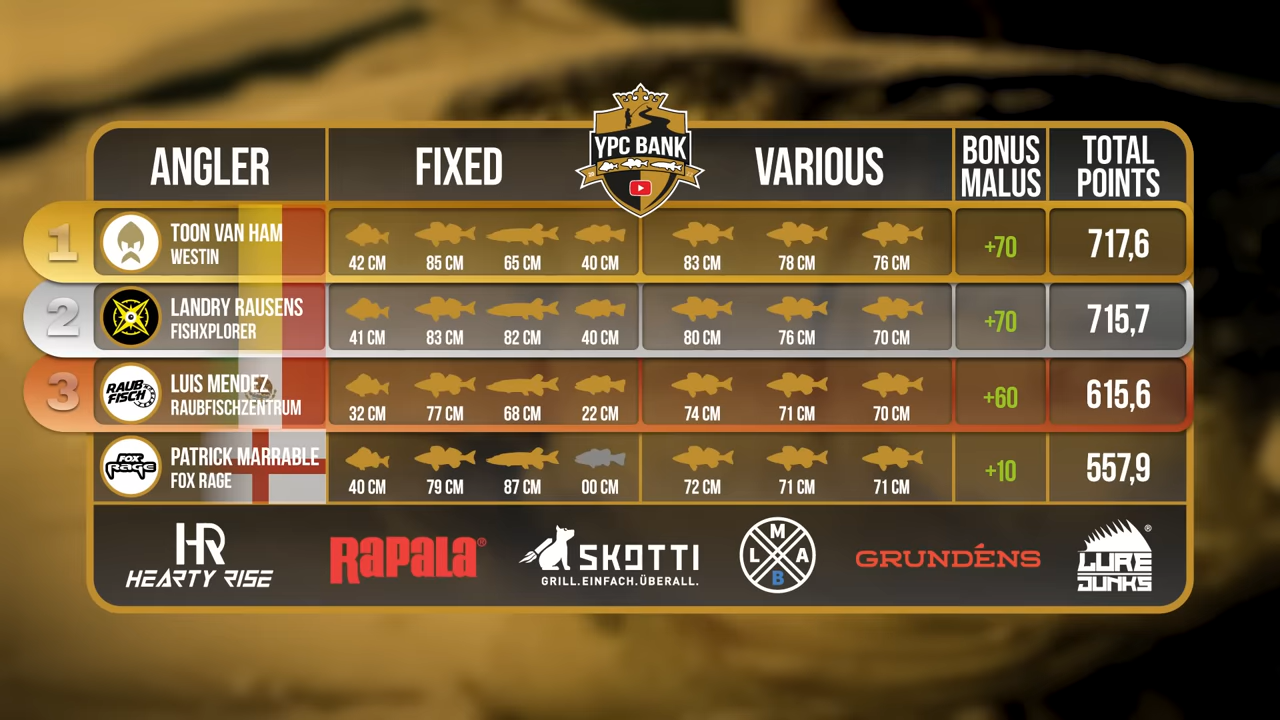 YPC BANK
ANGLER FIXED VARIOUS BONUS MALUS TOTAL POINTS
1 TOON VAN HAM WESTIN 42 CM 85 CM 65 CM 40 CM 83 CM 78 CM 76 CM +70 717,6
2 LANDRY RAUSENS FISHXPLORER 41 CM 83 CM 82 CM 40 CM 80 CM 76 CM 70 CM +70 715,7
3 RAUB FISCH LUIS MENDEZ RAUBFISCHZENTRUM 32 CM 77 CM 68 CM 22 CM 74 CM 71 CM 70 CM +60 615,6
FOX RAGE PATRICK MARRABLE FOX RAGE 40 CM 79 CM 87 CM 00 CM 72 CM 71 CM 71 CM +10 557,9
HR HEARTY RISE
RAPALA®
SKOTTI
GRILL.EINFACH.ÜBERALL.
L M A B
GRUNDÉNS
LURE JUNKS ®